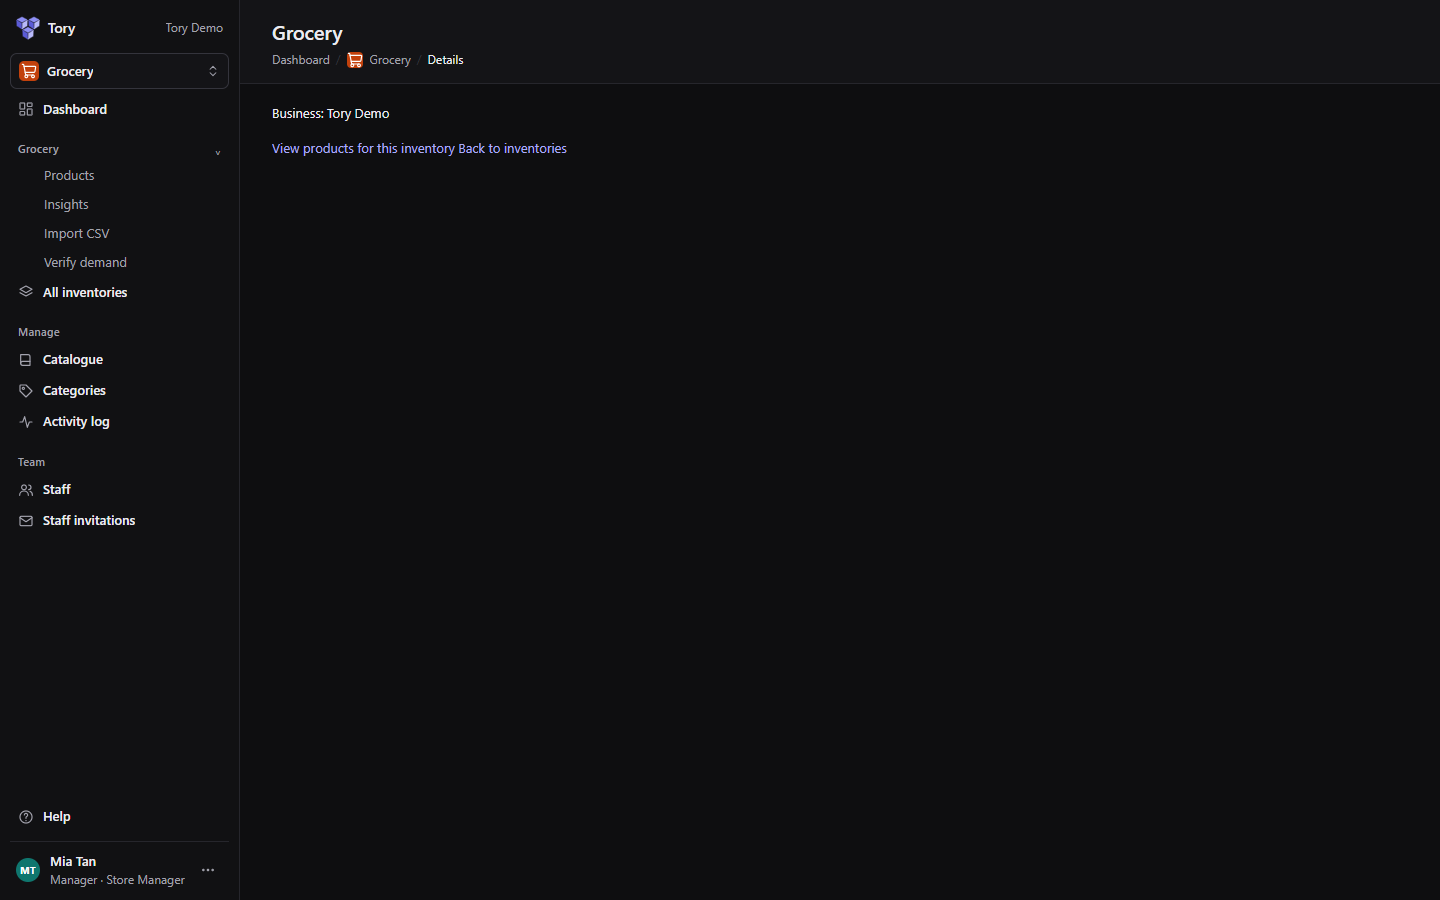 Tory
Tory Demo
Grocery
Dashboard
Grocery
Products
Insights
Import CSV
Verify demand
All inventories
Manage
Catalogue
Categories
Activity log
Team
Staff
Staff invitations
Help
MT
Mia Tan
Manager · Store Manager
Grocery
Dashboard / Grocery / Details
Business: Tory Demo
View products for this inventory Back to inventories